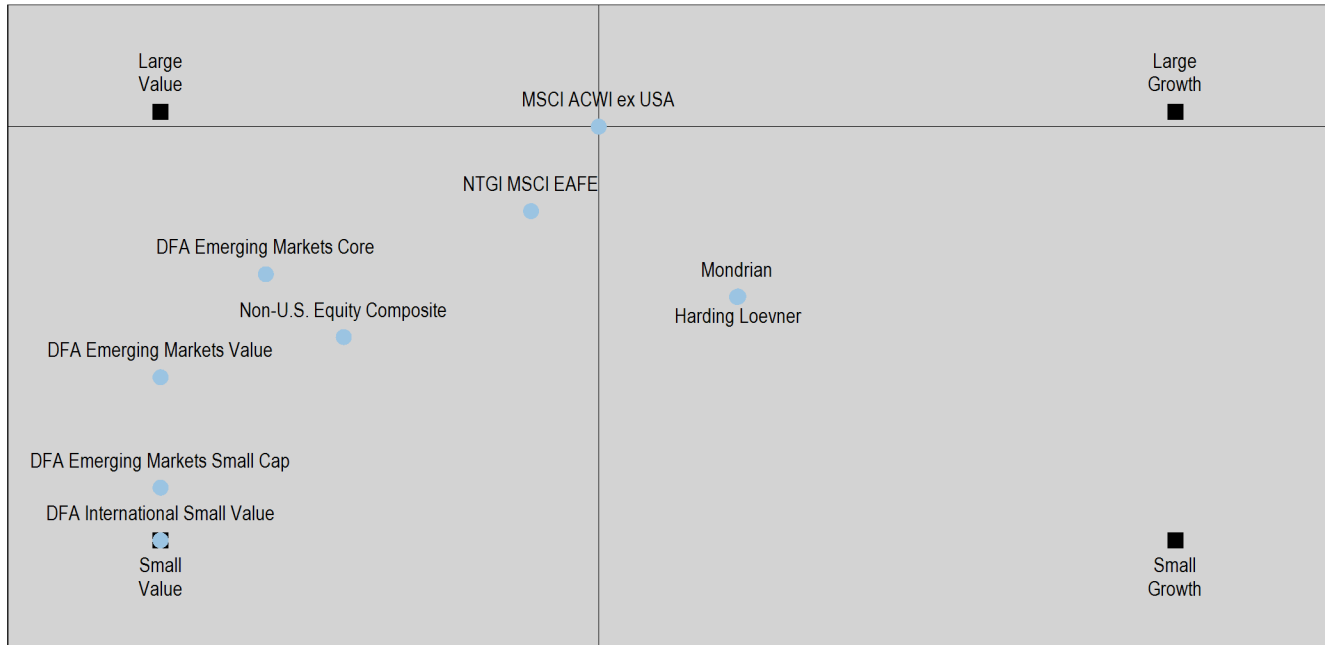 Large
Value
Large
Growth
MSCI ACWI ex USA
NTGI MSCI EAFE
DFA Emerging Markets Core
Mondrian
Non-U.S. Equity Composite
Harding Loevner
DFA Emerging Markets Value
DFA Emerging Markets Small Cap
DFA International Small Value
Small
Value
Small
Growth